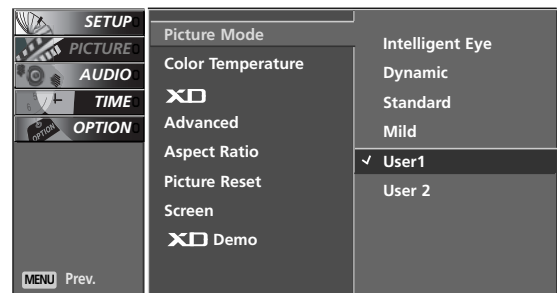 SETUP
PICTURE
AUDIO
TIME
OPTION
OPTION
MENU Prev.
Picture Mode
Color Temperature
XD
Advanced
Aspect Ratio
Picture Reset
Screen
XD Demo
Intelligent Eye
Dynamic
Standard
Mild
✓ User1
User 2